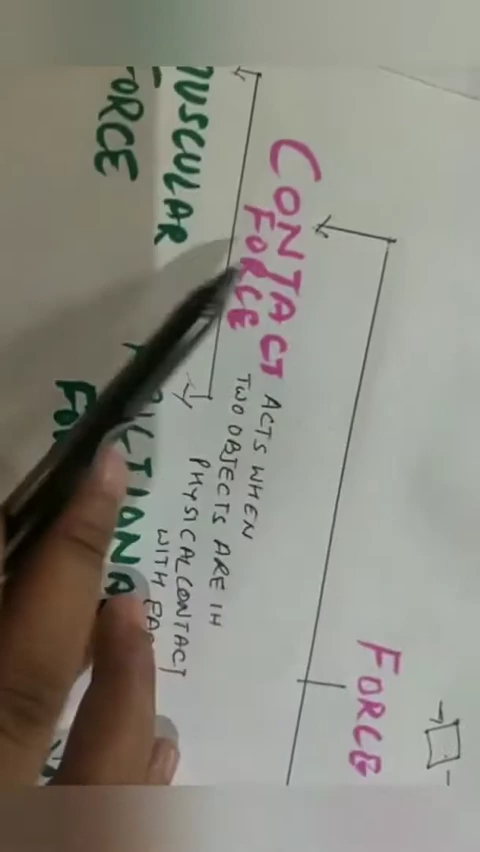 FORCE
CONTACT
FORCE
ACTS WHEN
TWO OBJECTS ARE IN
PHYSICAL CONTACT
WITH
MUSCULAR
FORCE